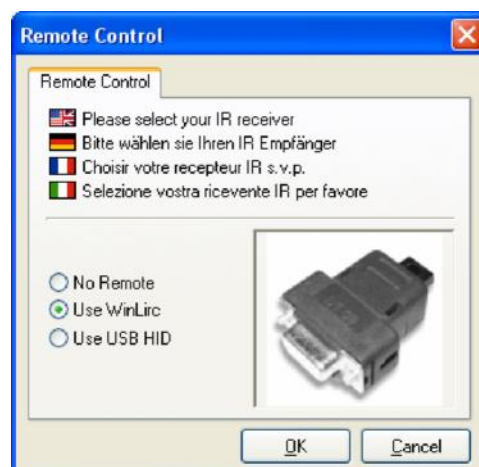 Remote Control
Remote Control
Please select your IR receiver
Bitte wählen sie Ihren IR Empfänger
Choisir votre recepteur IR s.v.p.
Selezione vostra ricevente IR per favore
No Remote
Use WinLirc
Use USB HID
OK
Cancel